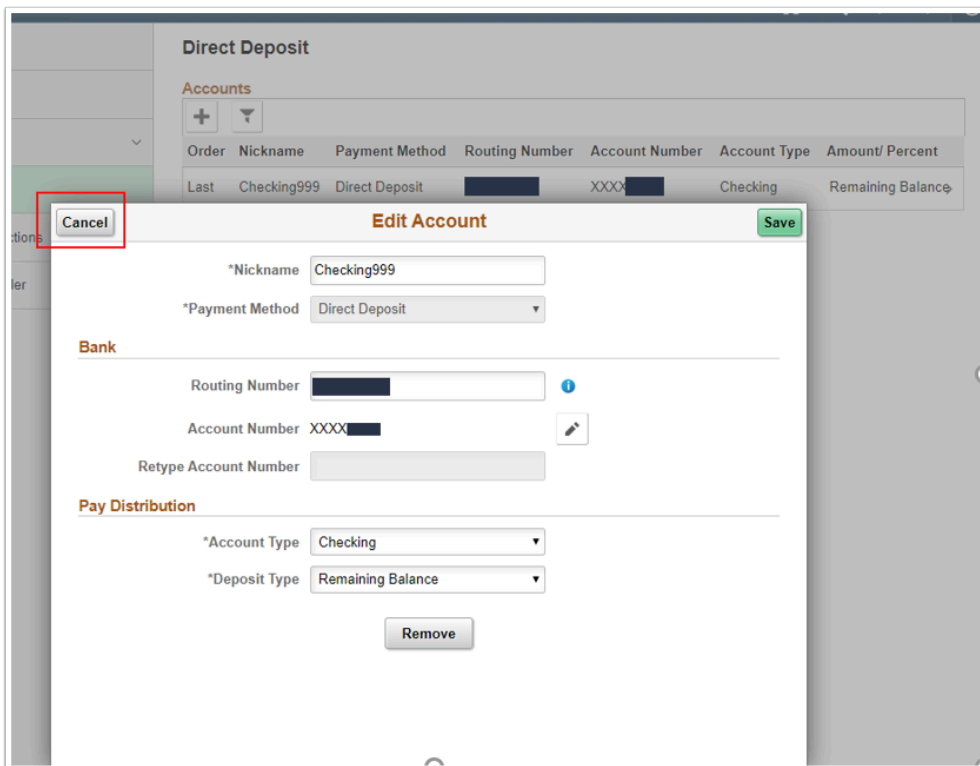 Direct Deposit
Accounts
Order Nickname Payment Method Routing Number Account Number Account Type Amount/ Percent
Last Checking999 Direct Deposit XXXX Checking Remaining Balance
Cancel Edit Account Save
ctions
ler
*Nickname Checking999
*Payment Method Direct Deposit
Bank
Routing Number
Account Number XXXX
Retype Account Number
Pay Distribution
*Account Type Checking
*Deposit Type Remaining Balance
Remove